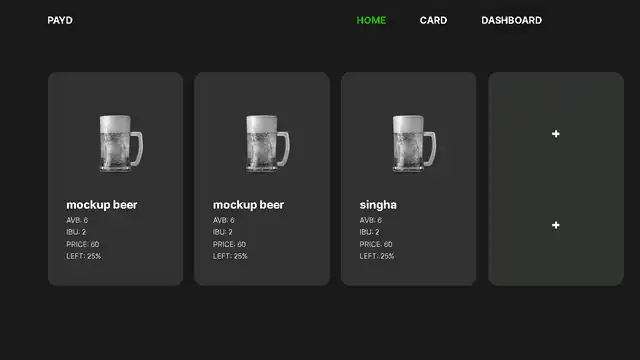 PAYD
HOME
CARD
DASHBOARD
mockup beer
AVB: 6
IBU: 2
PRICE: 60
LEFT: 25%
mockup beer
AVB: 6
IBU: 2
PRICE: 60
LEFT: 25%
singha
AVB: 6
IBU: 2
PRICE: 60
LEFT: 25%
+
+